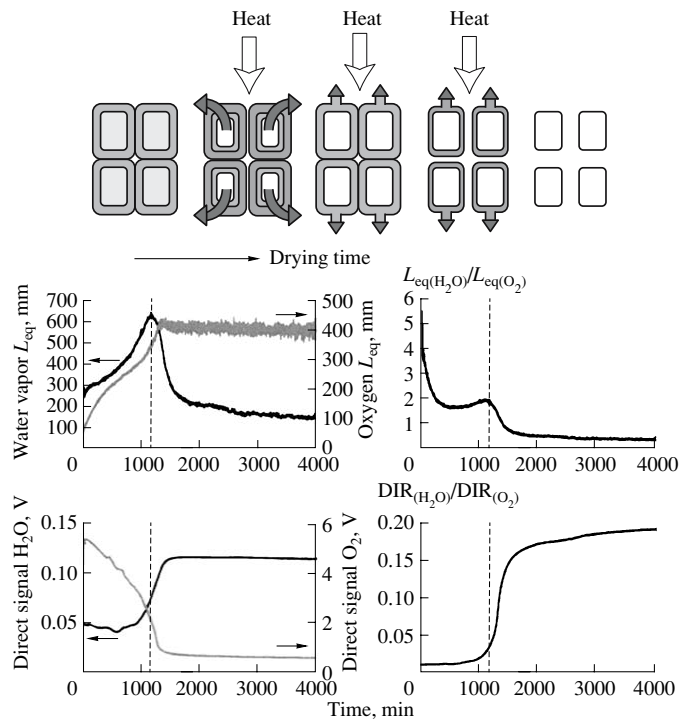 Heat Heat Heat
Drying time
Water vapor L_eq, mm
700
600
500
400
300
200
100
0 1000 2000 3000 4000
500
400
300
200
100
0
Oxygen L_eq, mm
L_eq(H₂O)/L_eq(O₂)
6
5
4
3
2
1
0 1000 2000 3000 4000
Direct signal H₂O, V
0.15
0.10
0.05
0 1000 2000 3000 4000
6
4
2
0
Direct signal O₂, V
DIR(H₂O)/DIR(O₂)
0.20
0.15
0.10
0.05
0 1000 2000 3000 4000
Time, min